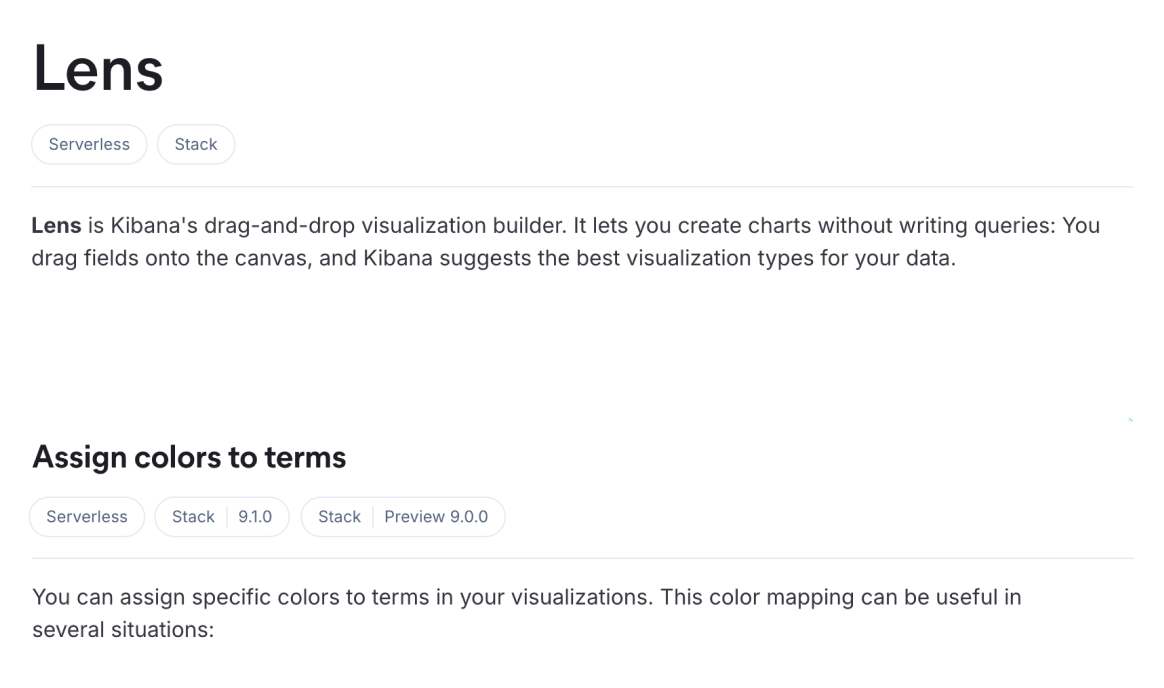 Lens
Serverless Stack
Lens is Kibana's drag-and-drop visualization builder. It lets you create charts without writing queries: You
drag fields onto the canvas, and Kibana suggests the best visualization types for your data.
Assign colors to terms
Serverless Stack 9.1.0 Stack Preview 9.0.0
You can assign specific colors to terms in your visualizations. This color mapping can be useful in
several situations: